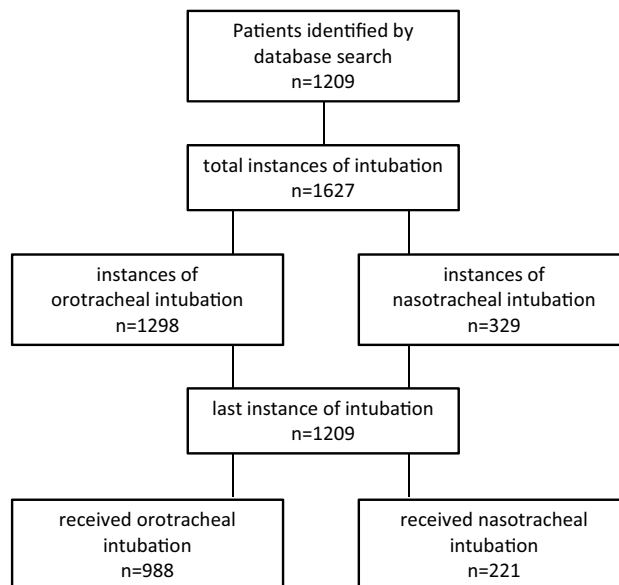 Patients identified by
database search
n=1209
total instances of intubation
n=1627
instances of
orotracheal intubation
n=1298
instances of
nasotracheal intubation
n=329
last instance of intubation
n=1209
received orotracheal
intubation
n=988
received nasotracheal
intubation
n=221